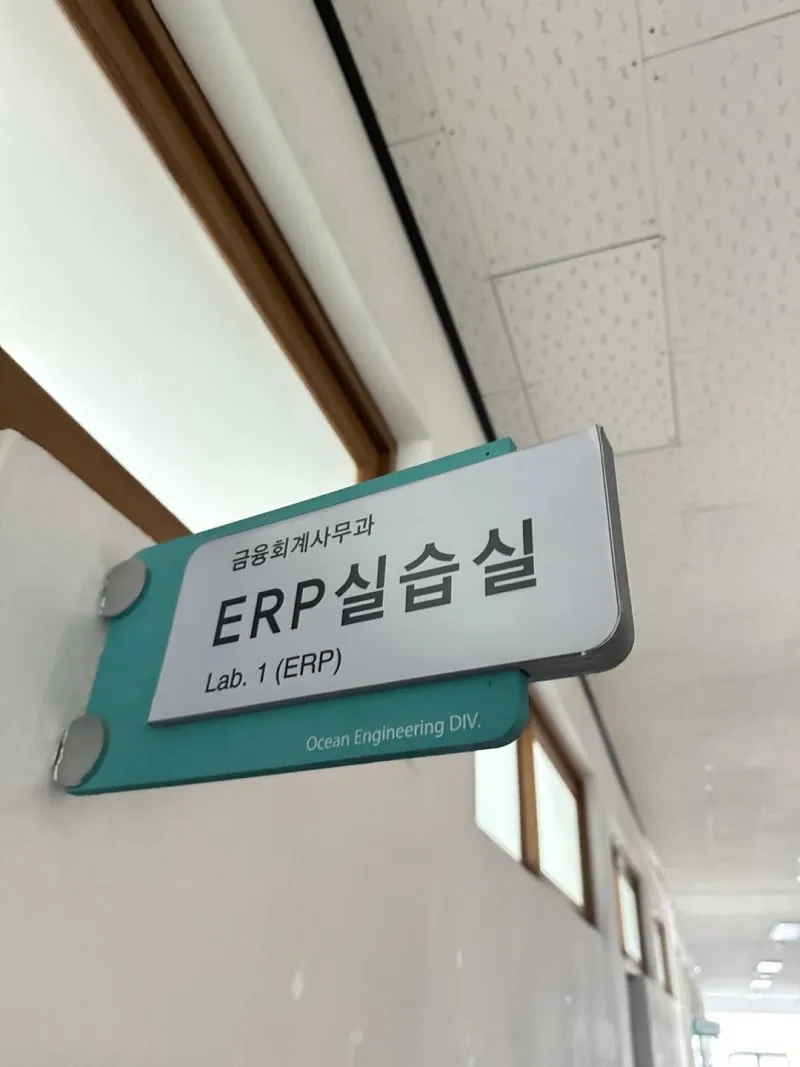 금융회계사무과
ERP실습실
Lab. 1 (ERP)
Ocean Engineering DIV.